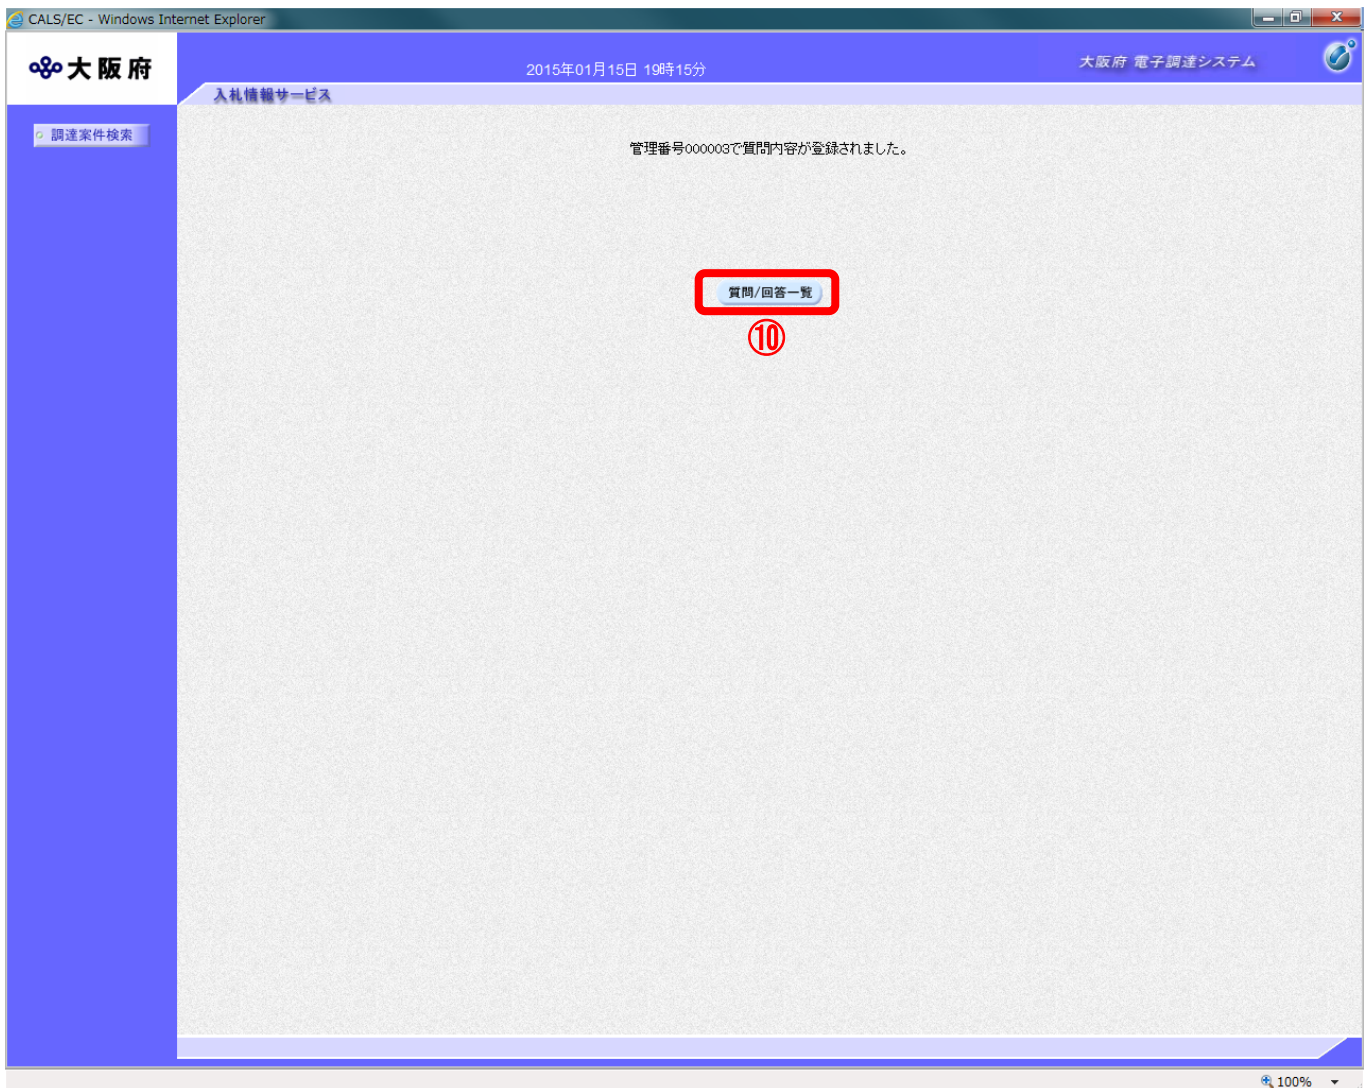 CALS/EC - Windows Internet Explorer
大阪府
2015年01月15日 19時15分
大阪府 電子調達システム
入札情報サービス
調達案件検索
管理番号000003で質問内容が登録されました。
質問/回答一覧
⑩
100%